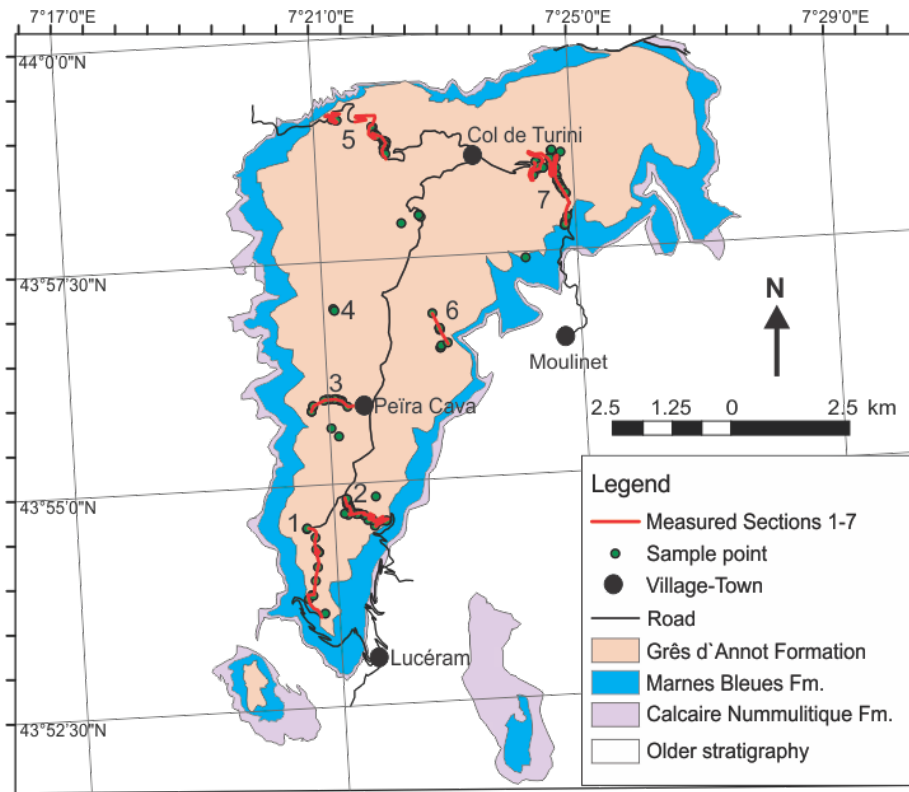 7°17'0"E 7°21'0"E 7°25'0"E 7°29'0"E
44°0'0"N
5
Col de Turini
7
43°57'30"N
4
6
N
Moulinet
3
Peïra Cava
2.5 1.25 0 2.5 km
43°55'0"N
2
1
Legend
Measured Sections 1-7
Sample point
Village-Town
Road
Lucéram
Grês d`Annot Formation
Marnes Bleues Fm.
Calcaire Nummulitique Fm.
43°52'30"N
Older stratigraphy